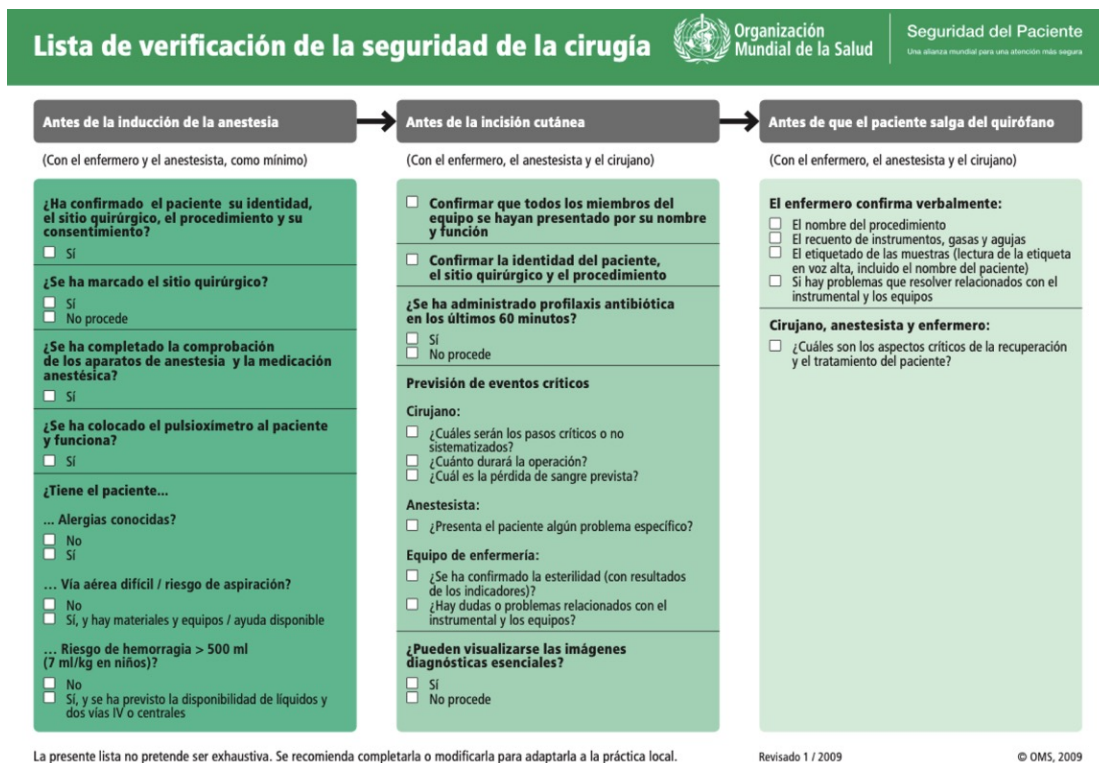 Lista de verificación de la seguridad de la cirugía
Organización
Mundial de la Salud
Seguridad del Paciente
Una alianza mundial para una atención más segura
Antes de la inducción de la anestesia
(Con el enfermero y el anestesista, como mínimo)
¿Ha confirmado el paciente su identidad,
el sitio quirúrgico, el procedimiento y su
consentimiento?
Sí
¿Se ha marcado el sitio quirúrgico?
Sí
No procede
¿Se ha completado la comprobación
de los aparatos de anestesia y la medicación
anestésica?
Sí
¿Se ha colocado el pulsioxímetro al paciente
y funciona?
Sí
¿Tiene el paciente...
... Alergias conocidas?
No
Sí
... Vía aérea difícil / riesgo de aspiración?
No
Sí, y hay materiales y equipos / ayuda disponible
... Riesgo de hemorragia > 500 ml
(7 ml/kg en niños)?
No
Sí, y se ha previsto la disponibilidad de líquidos y
dos vías IV o centrales
Antes de la incisión cutánea
(Con el enfermero, el anestesista y el cirujano)
Confirmar que todos los miembros del
equipo se hayan presentado por su nombre
y función
Confirmar la identidad del paciente,
el sitio quirúrgico y el procedimiento
¿Se ha administrado profilaxis antibiótica
en los últimos 60 minutos?
Sí
No procede
Previsión de eventos críticos
Cirujano:
¿Cuáles serán los pasos críticos o no
sistematizados?
¿Cuánto durará la operación?
¿Cuál es la pérdida de sangre prevista?
Anestesista:
¿Presenta el paciente algún problema específico?
Equipo de enfermería:
¿Se ha confirmado la esterilidad (con resultados
de los indicadores)?
¿Hay dudas o problemas relacionados con el
instrumental y los equipos?
¿Pueden visualizarse las imágenes
diagnósticas esenciales?
Sí
No procede
Antes de que el paciente salga del quirófano
(Con el enfermero, el anestesista y el cirujano)
El enfermero confirma verbalmente:
El nombre del procedimiento
El recuento de instrumentos, gasas y agujas
El etiquetado de las muestras (lectura de la etiqueta
en voz alta, incluido el nombre del paciente)
Si hay problemas que resolver relacionados con el
instrumental y los equipos
Cirujano, anestesista y enfermero:
¿Cuáles son los aspectos críticos de la recuperación
y el tratamiento del paciente?
La presente lista no pretende ser exhaustiva. Se recomienda completarla o modificarla para adaptarla a la práctica local.
Revisado 1 / 2009
© OMS, 2009